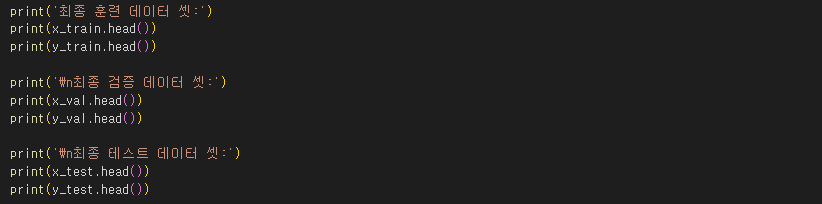 print('최종 훈련 데이터 셋:')
print(x_train.head())
print(y_train.head())
print('₩n최종 검증 데이터 셋:')
print(x_val.head())
print(y_val.head())
print('₩n최종 테스트 데이터 셋:')
print(x_test.head())
print(y_test.head())